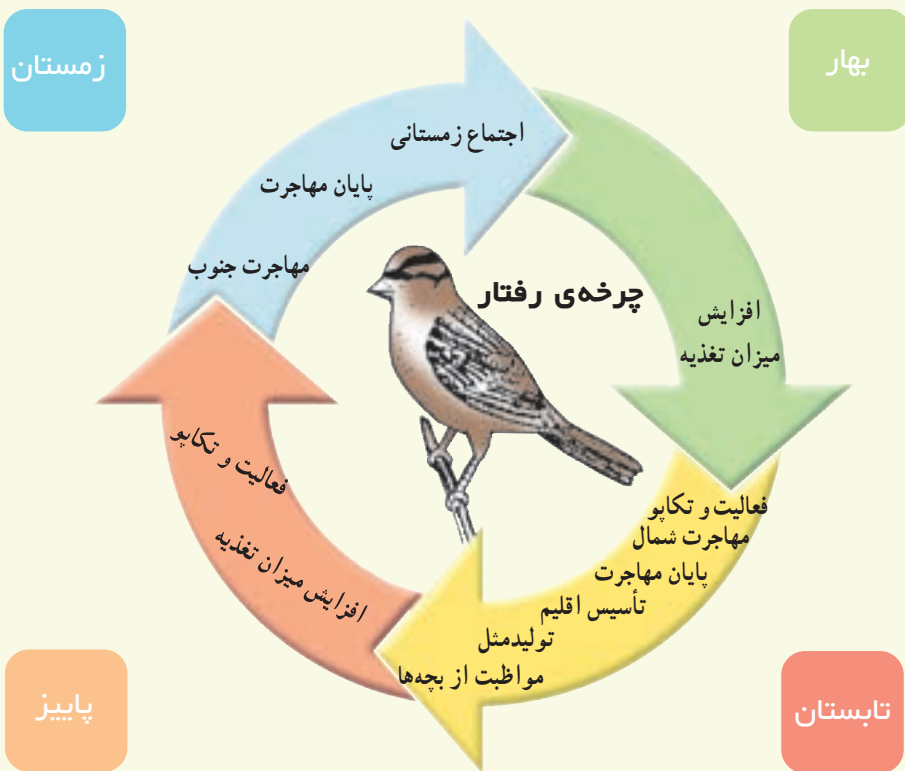 زمستان
بهار
اجتماع زمستانی
پایان مهاجرت
مهاجرت جنوب
چرخه‌ی رفتار
افزایش
میزان تغذیه
فعالیت و تکاپو
مهاجرت شمال
پایان مهاجرت
تأسیس اقلیم
تولیدمثل
مواظبت از بچه‌ها
افزایش میزان تغذیه
فعالیت و تکاپو
پاییز
تابستان